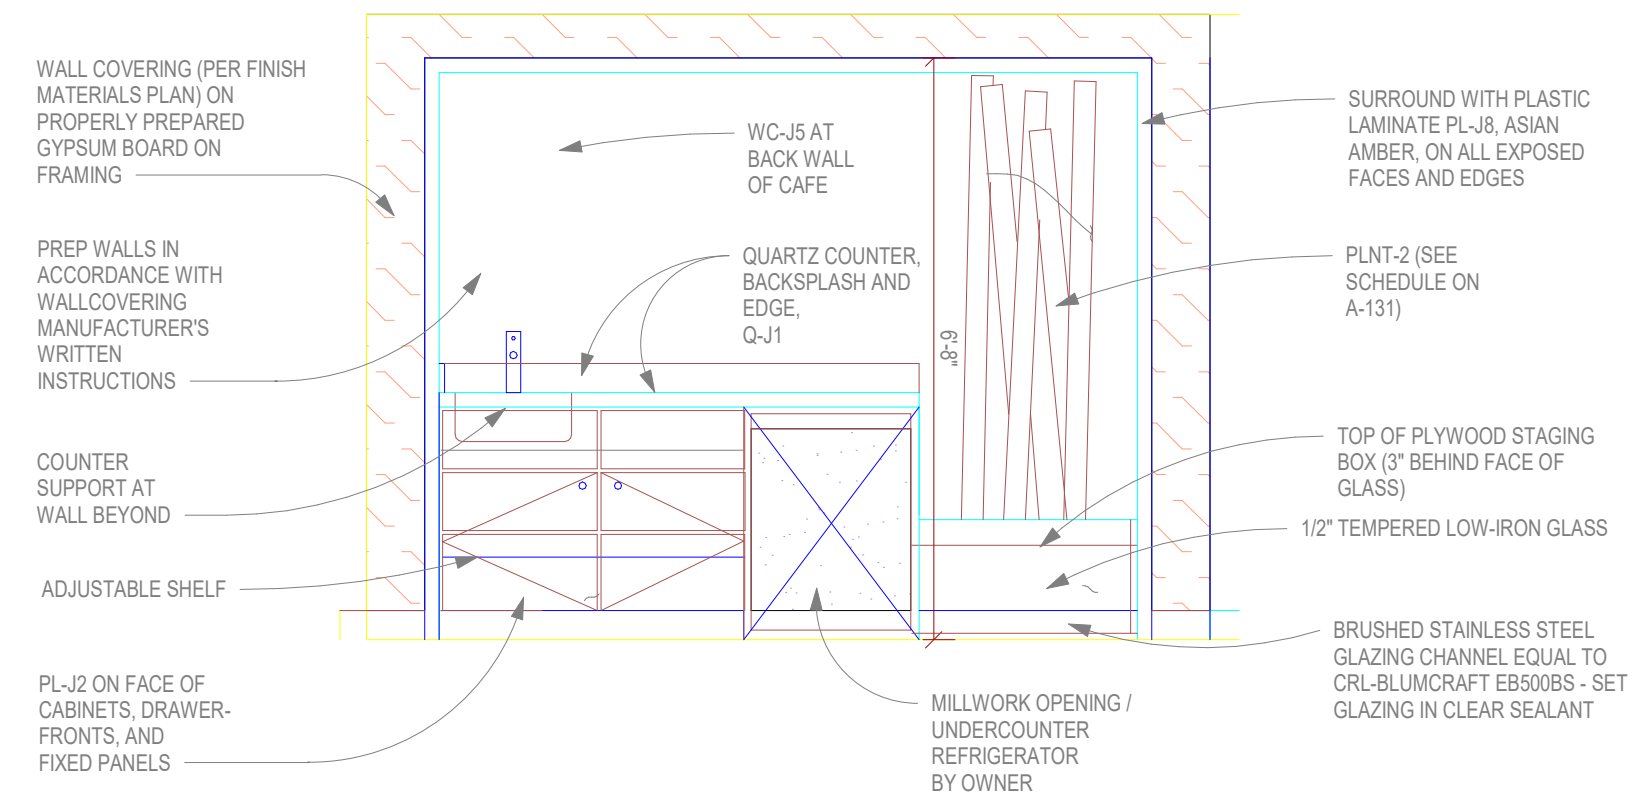 WALL COVERING (PER FINISH
MATERIALS PLAN) ON
PROPERLY PREPARED
GYPSUM BOARD ON
FRAMING
PREP WALLS IN
ACCORDANCE WITH
WALLCOVERING
MANUFACTURER'S
WRITTEN
INSTRUCTIONS
COUNTER
SUPPORT AT
WALL BEYOND
ADJUSTABLE SHELF
PL-J2 ON FACE OF
CABINETS, DRAWER-
FRONTS, AND
FIXED PANELS
WC-J5 AT
BACK WALL
OF CAFE
QUARTZ COUNTER,
BACKSPLASH AND
EDGE,
Q-J1
8'-9"
MILLWORK OPENING /
UNDERCOUNTER
REFRIGERATOR
BY OWNER
SURROUND WITH PLASTIC
LAMINATE PL-J8, ASIAN
AMBER, ON ALL EXPOSED
FACES AND EDGES
PLNT-2 (SEE
SCHEDULE ON
A-131)
TOP OF PLYWOOD STAGING
BOX (3" BEHIND FACE OF
GLASS)
1/2" TEMPERED LOW-IRON GLASS
BRUSHED STAINLESS STEEL
GLAZING CHANNEL EQUAL TO
CRL-BLUMCRAFT EB500BS - SET
GLAZING IN CLEAR SEALANT